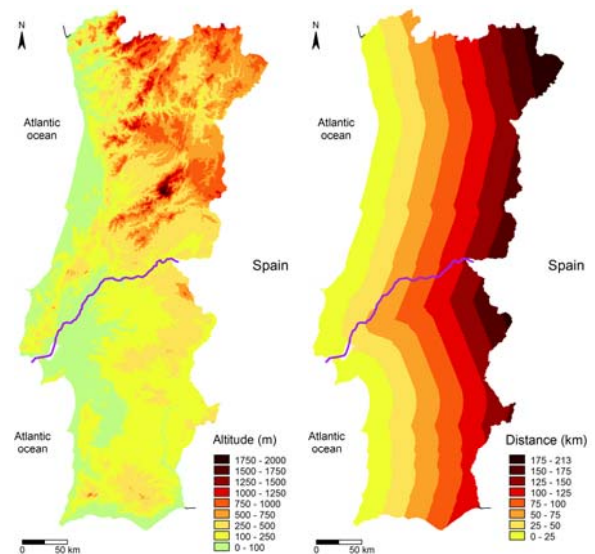 N
Atlantic
ocean
Spain
Atlantic
ocean
Altitude (m)
1750 - 2000
1500 - 1750
1250 - 1500
1000 - 1250
750 - 1000
500 - 750
250 - 500
100 - 250
0 - 100
0
50 km
N
Atlantic
ocean
Spain
Atlantic
ocean
Distance (km)
175 - 213
150 - 175
125 - 150
100 - 125
75 - 100
50 - 75
25 - 50
0 - 25
0
50 km